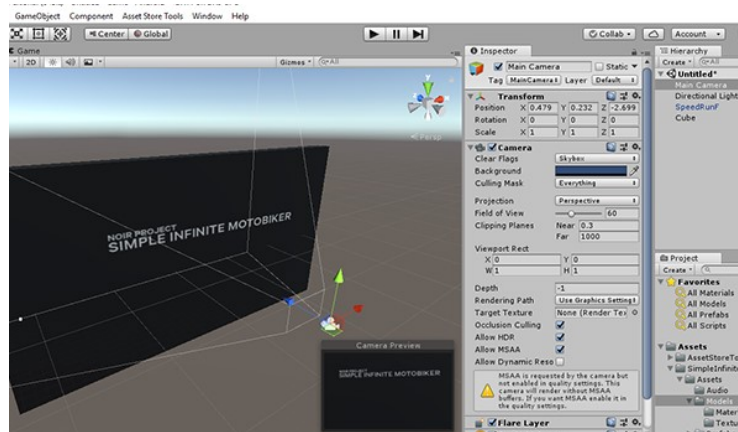 GameObject Component Asset Store Tools Window Help
Center Global
Collab Account
Game
2D Gizmos All
Persp
NOIR PROJECT
SIMPLE INFINITE MOTOBIKER
Camera Preview
SIMPLE INFINITE MOTOBIKER
Inspector
Main Camera Static
Tag MainCamera Layer Default
Transform
Position X 0.479 Y 0.232 Z -2.699
Rotation X 0 Y 0 Z 0
Scale X 1 Y 1 Z 1
Camera
Clear Flags Skybox
Background
Culling Mask Everything
Projection Perspective
Field of View 60
Clipping Planes Near 0.3
Far 1000
Viewport Rect
X 0 Y 0
W 1 H 1
Depth -1
Rendering Path Use Graphics Settings
Target Texture None (Render Tex
Occlusion Culling
Allow HDR
Allow MSAA
Allow Dynamic Reso
MSAA is requested by the camera but
not enabled in quality settings. This
camera will render without MSAA
buffers. If you want MSAA enable it in
the quality settings.
Flare Layer
Hierarchy
Create All
Untitled*
Main Camera
Directional Light
SpeedRunF
Cube
Project
Create
Favorites
All Materials
All Models
All Prefabs
All Scripts
Assets
AssetStoreTo
SimpleInfinit
Assets
Audio
Models
Mater
Textu